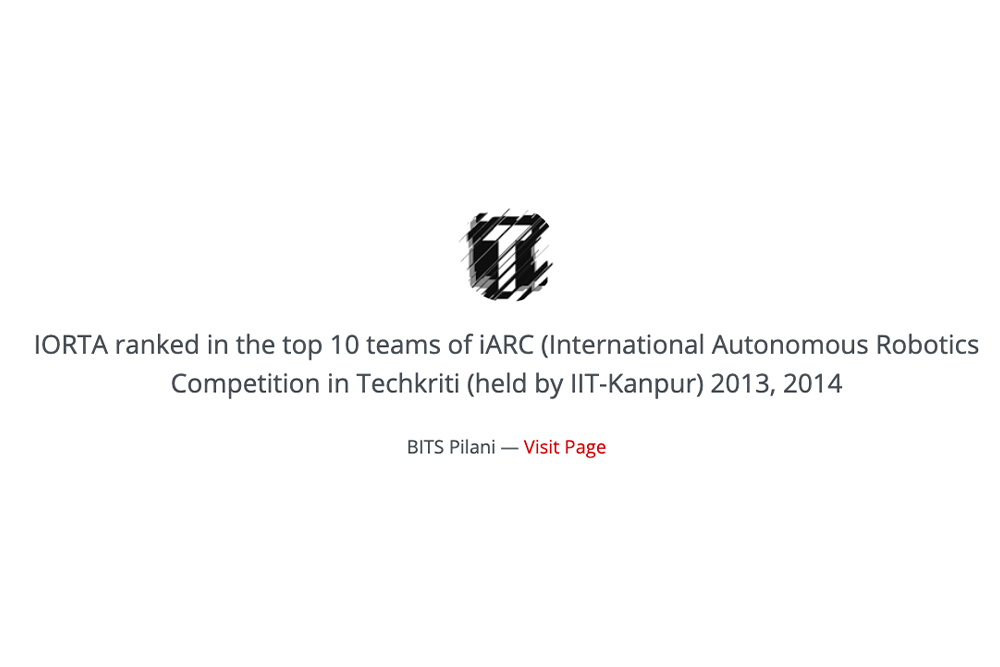 T
IORTA ranked in the top 10 teams of iARC (International Autonomous Robotics
Competition in Techkriti (held by IIT-Kanpur) 2013, 2014
BITS Pilani — Visit Page